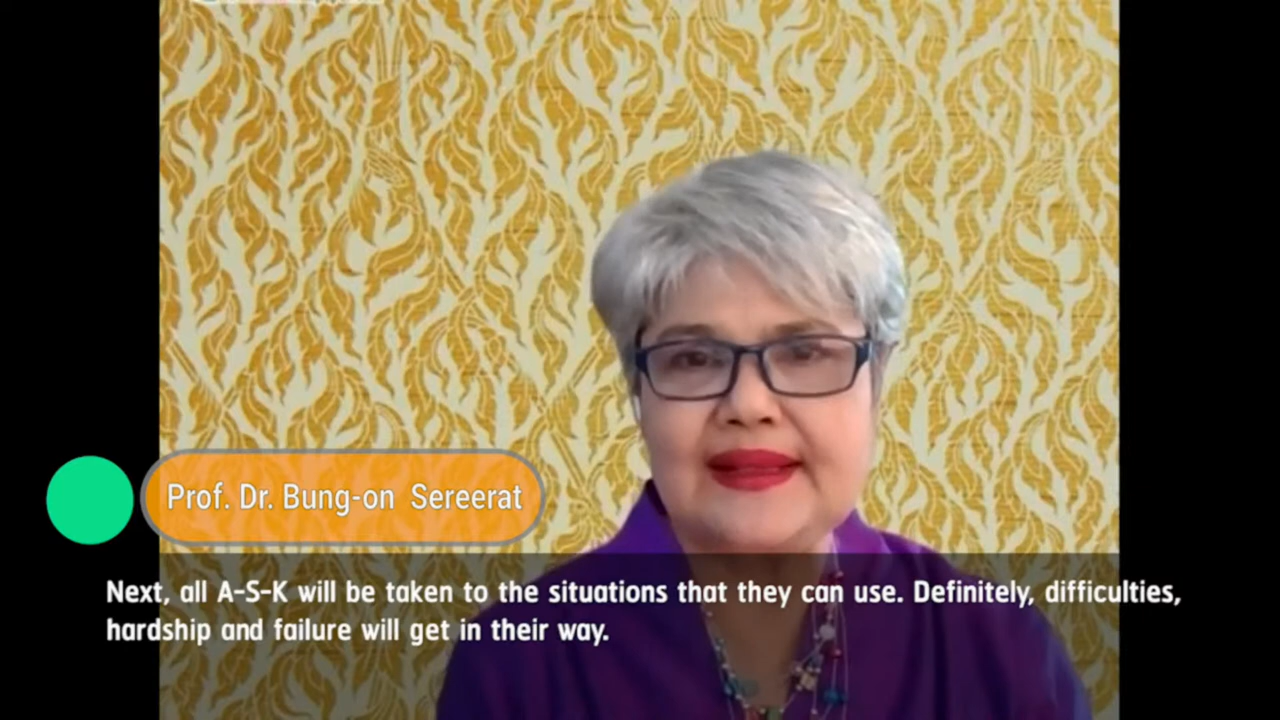 Prof. Dr. Bung-on Sereerat
Next, all A-S-K will be taken to the situations that they can use. Definitely, difficulties,
hardship and failure will get in their way.